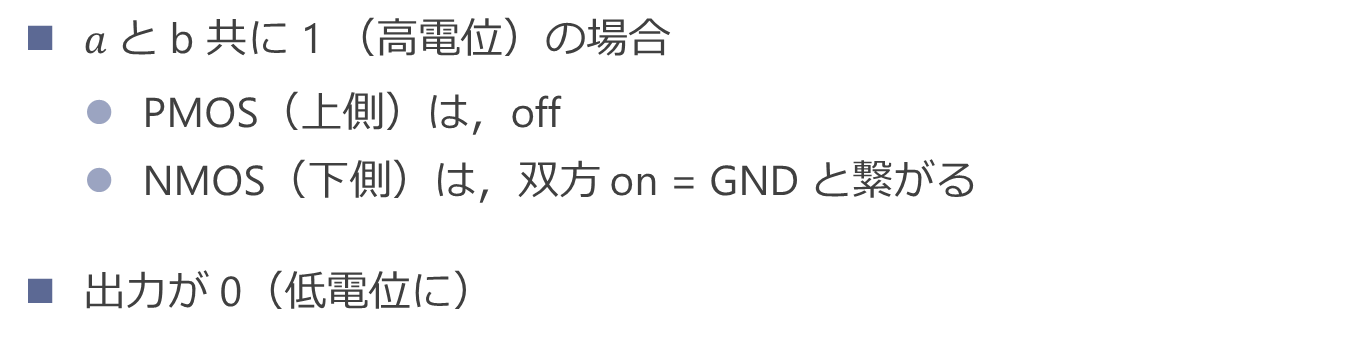 a と b 共に 1 （高電位）の場合
PMOS（上側）は，off
NMOS（下側）は，双方 on = GND と繋がる
出力が 0（低電位に）